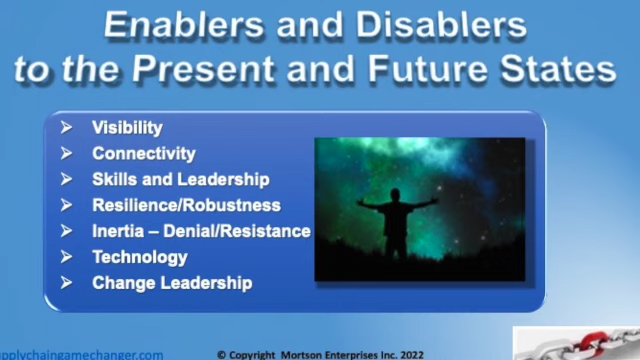 Enablers and Disablers
to the Present and Future States
➢ Visibility
➢ Connectivity
➢ Skills and Leadership
➢ Resilience/Robustness
➢ Inertia – Denial/Resistance
➢ Technology
➢ Change Leadership
pplychaingamechanger.com
© Copyright Mortson Enterprises Inc. 2022